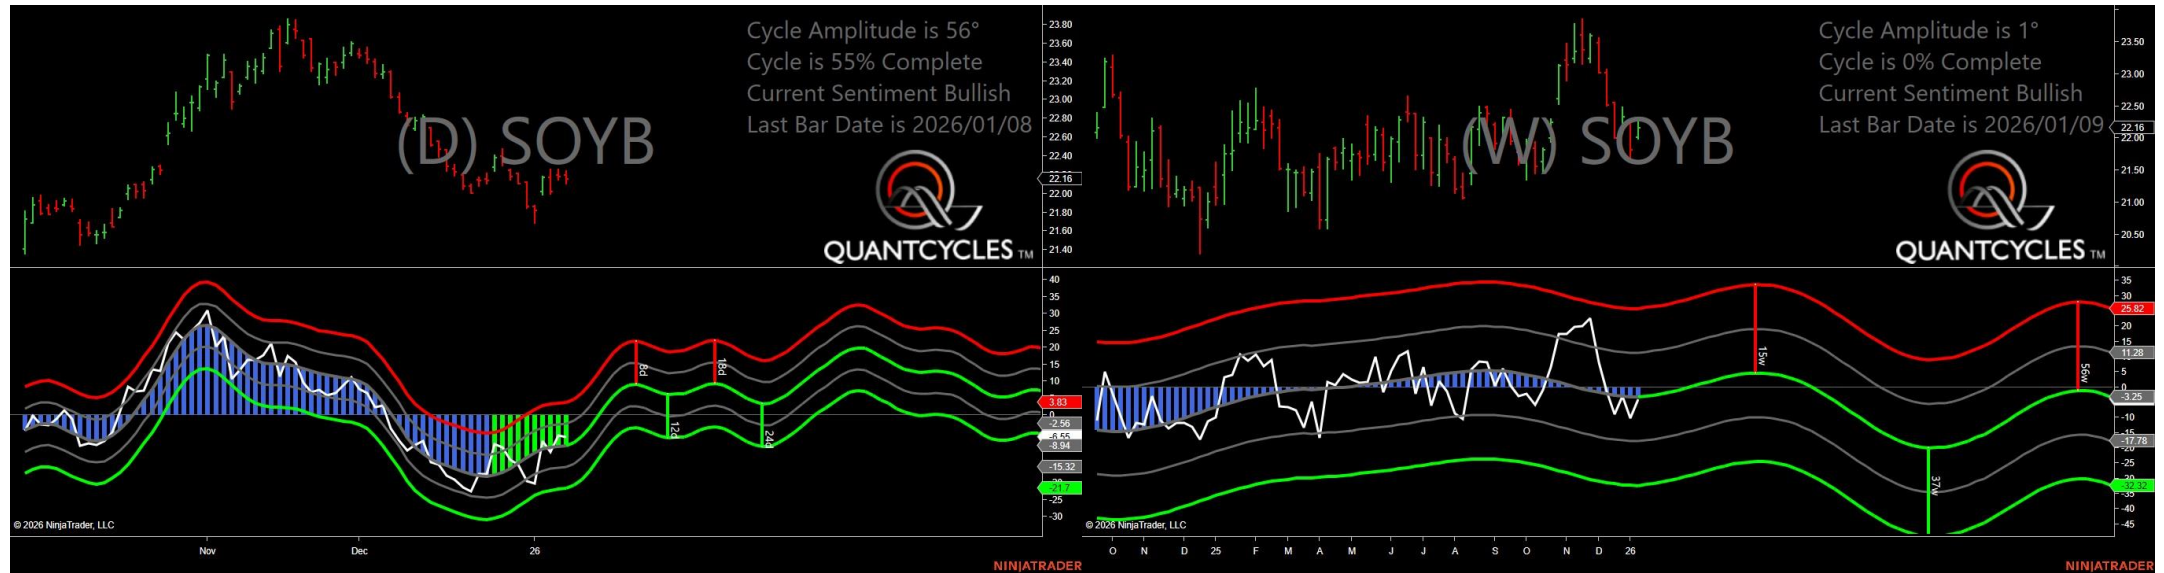 Cycle Amplitude is 56°
Cycle is 55% Complete
Current Sentiment Bullish
Last Bar Date is 2026/01/08
(D) SOYB
QUANTCYCLES TM
23.80
23.60
23.40
23.20
23.00
22.80
22.60
22.40
22.16
22.00
21.80
21.60
21.40
40
35
30
25
20
15
10
5
0
3.83
-2.56
-6.55
-8.94
-15.32
-21.7
-25
-30
8d
18d
12d
24d
© 2026 NinjaTrader, LLC
Nov
Dec
26
NINJATRADER
Cycle Amplitude is 1°
Cycle is 0% Complete
Current Sentiment Bullish
Last Bar Date is 2026/01/09
(W) SOYB
QUANTCYCLES TM
23.50
23.00
22.50
22.16
22.00
21.50
21.00
20.50
35
30
25.82
20
15
11.28
5
0
-3.25
-10
-15
-17.78
-20
-25
-32.32
-35
-40
-45
15w
37w
56w
© 2026 NinjaTrader, LLC
O
N
D
25
F
M
A
M
J
J
A
S
O
N
D
26
NINJATRADER